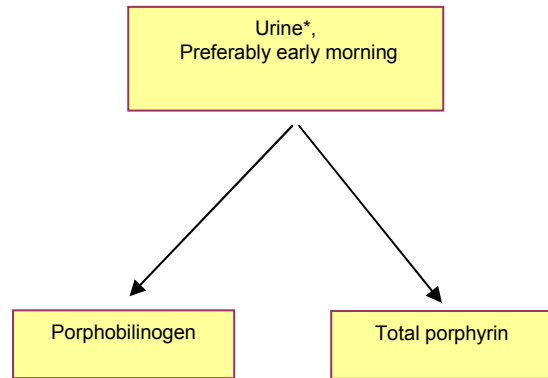 Urine*,
Preferably early morning
Porphobilinogen
Total porphyrin